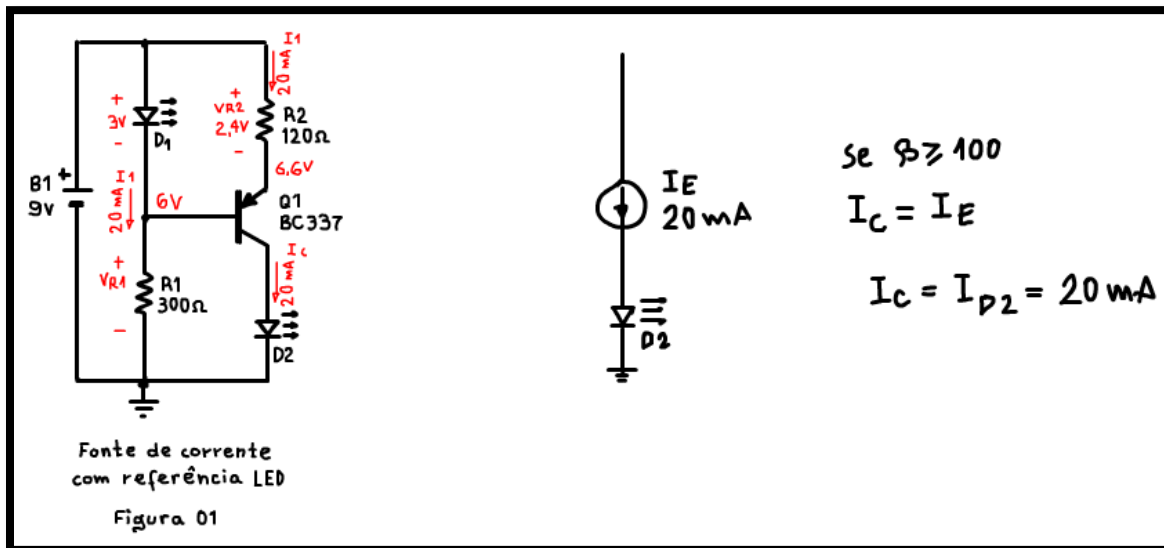 I1
20 mA
+
3V
-
D1
+
VR2
2,4V
-
R2
120Ω
6,6V
B1 +
9V
I1
20 mA
6V
Q1
BC337
+
VR1
-
R1
300Ω
Ic
20 mA
D2
Fonte de corrente
com referência LED
Figura 01
IE
20 mA
D2
se β ≥ 100
IC = IE
IC = ID2 = 20 mA